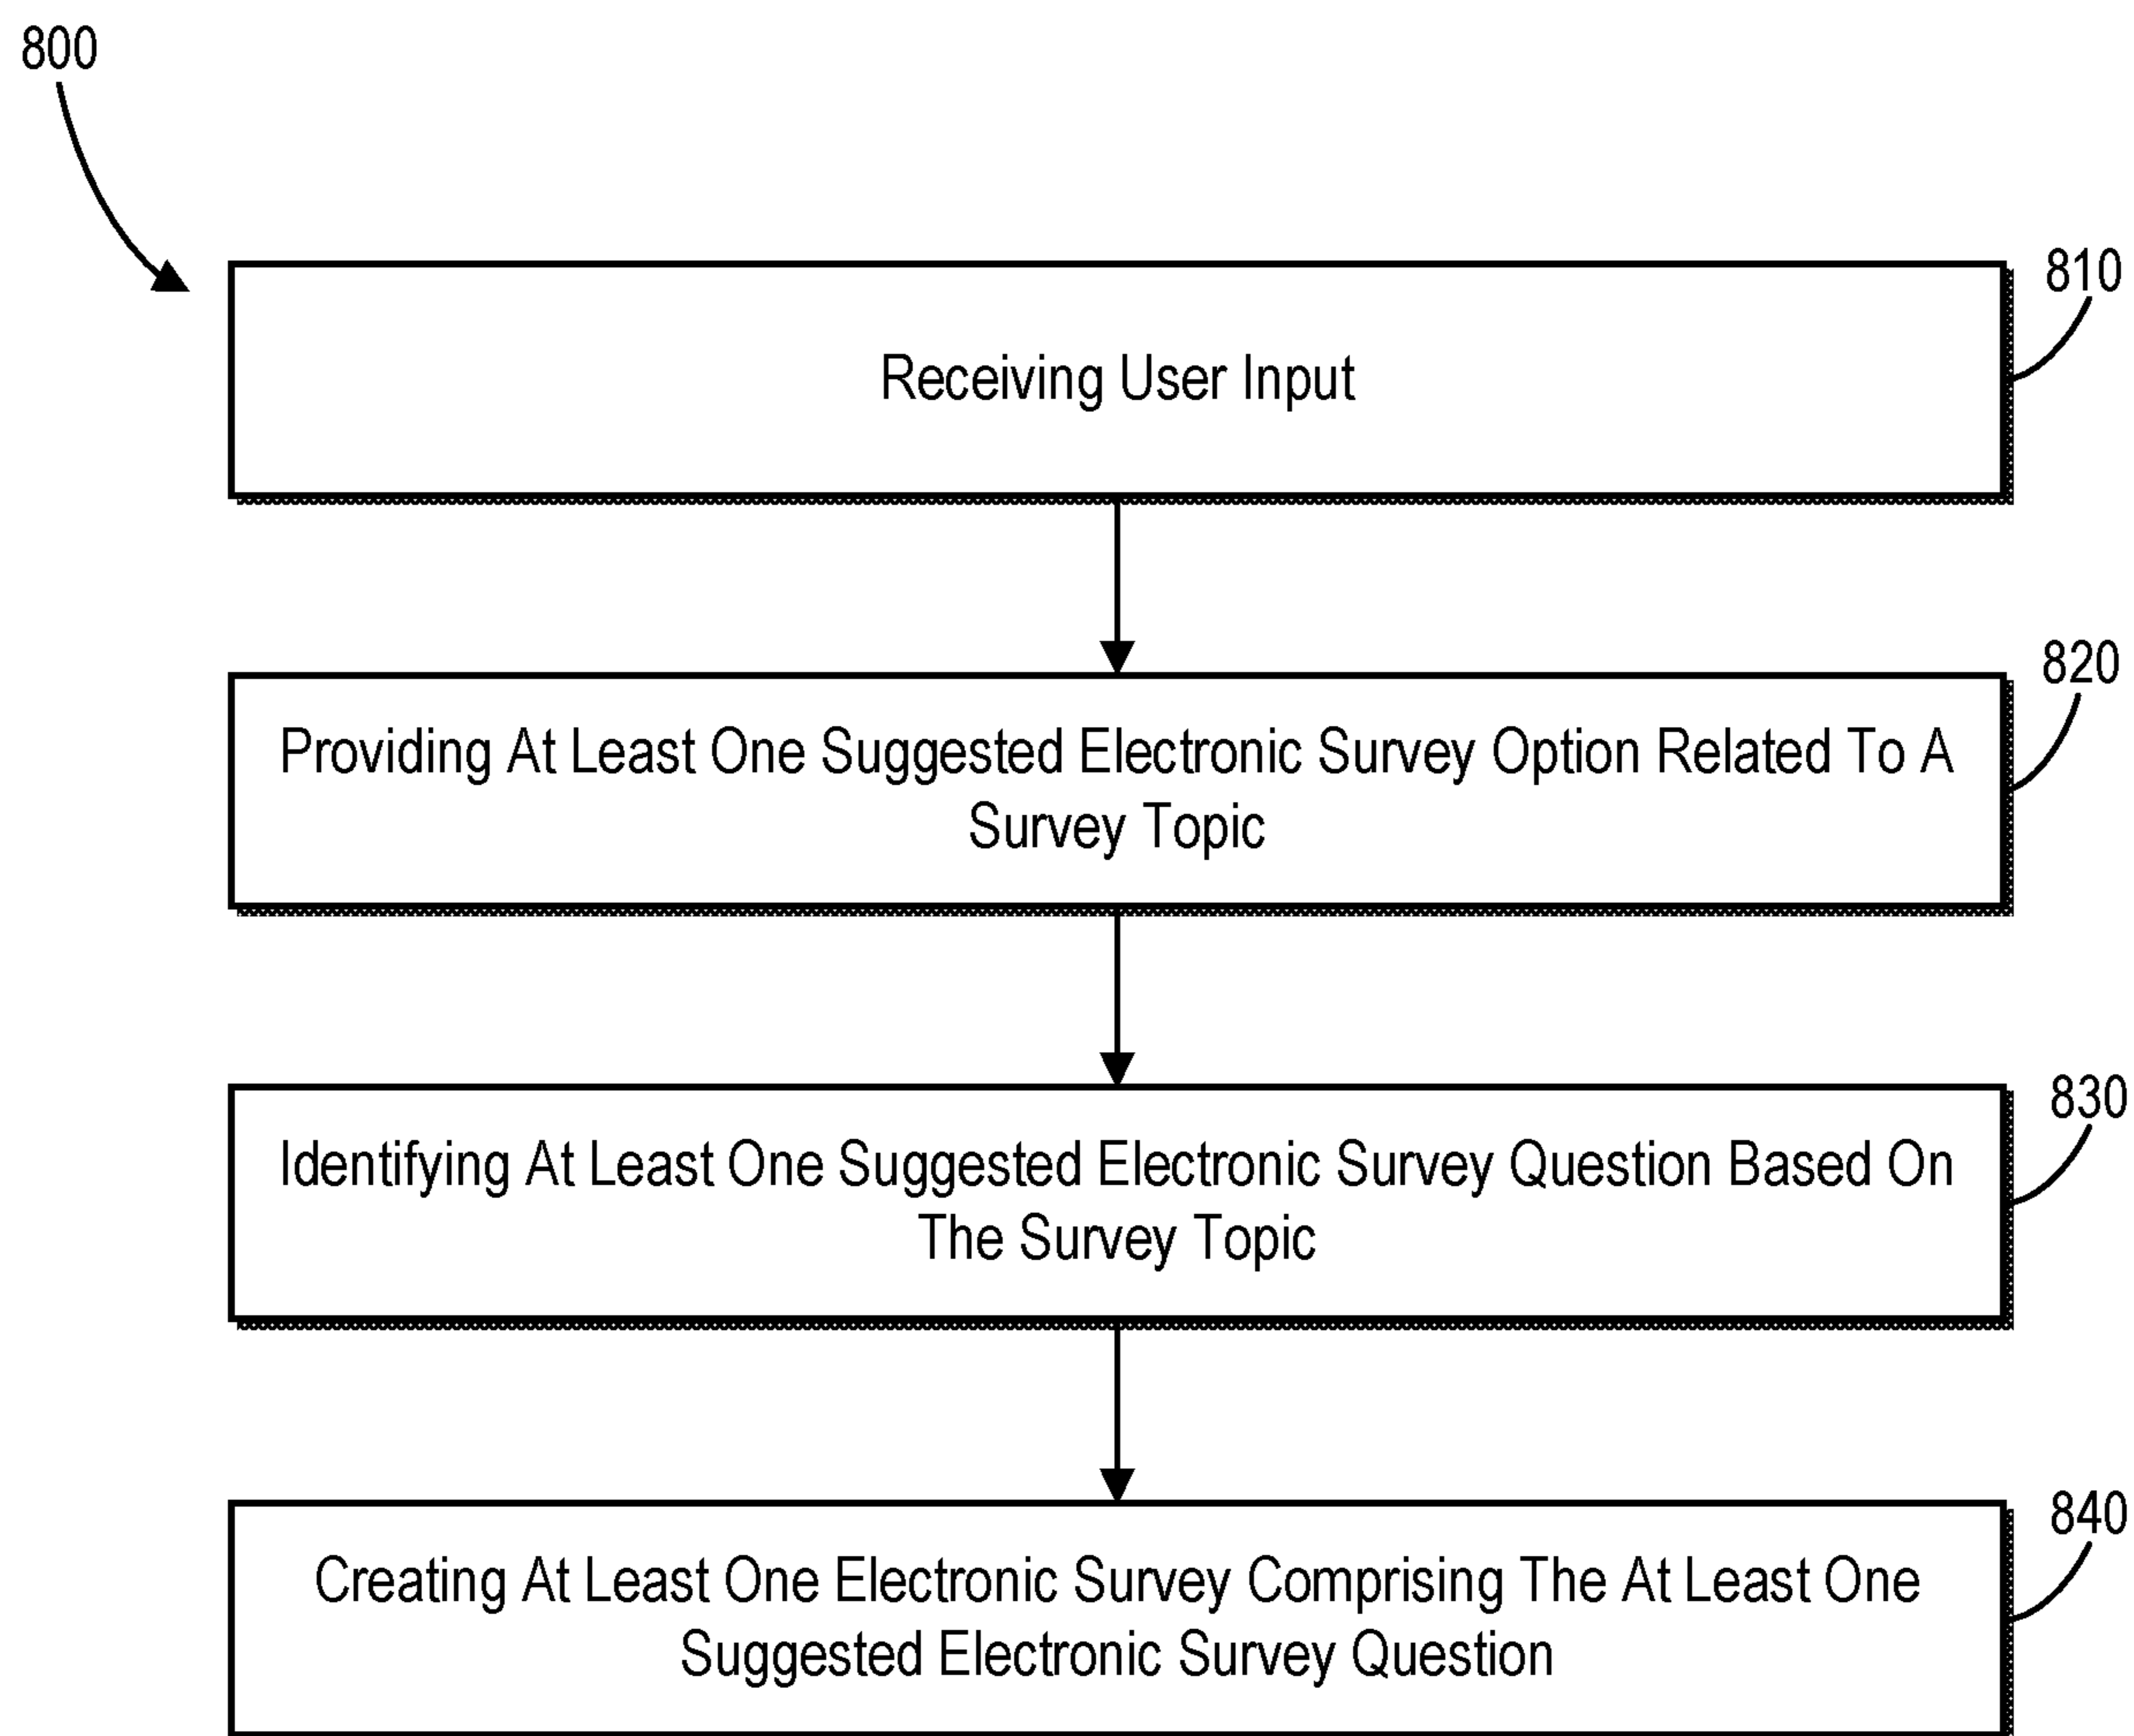 800
810
Receiving User Input
820
Providing At Least One Suggested Electronic Survey Option Related To A
Survey Topic
830
Identifying At Least One Suggested Electronic Survey Question Based On
The Survey Topic
840
Creating At Least One Electronic Survey Comprising The At Least One
Suggested Electronic Survey Question